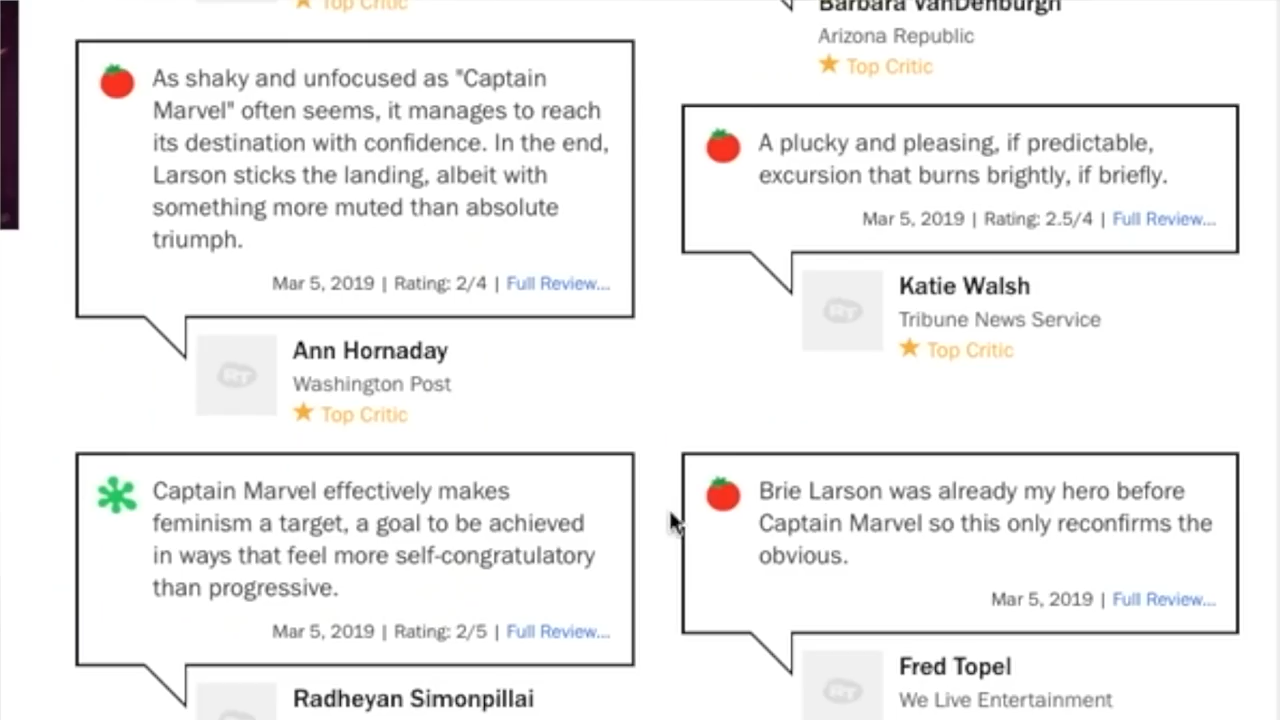 Top Critic
As shaky and unfocused as "Captain
Marvel" often seems, it manages to reach
its destination with confidence. In the end,
Larson sticks the landing, albeit with
something more muted than absolute
triumph.
Mar 5, 2019 | Rating: 2/4 | Full Review...
RT
Ann Hornaday
Washington Post
Top Critic
Captain Marvel effectively makes
feminism a target, a goal to be achieved
in ways that feel more self-congratulatory
than progressive.
Mar 5, 2019 | Rating: 2/5 | Full Review...
Radheyan Simonpillai
Barbara VanDenburgh
Arizona Republic
Top Critic
A plucky and pleasing, if predictable,
excursion that burns brightly, if briefly.
Mar 5, 2019 | Rating: 2.5/4 | Full Review...
RT
Katie Walsh
Tribune News Service
Top Critic
Brie Larson was already my hero before
Captain Marvel so this only reconfirms the
obvious.
Mar 5, 2019 | Full Review...
RT
Fred Topel
We Live Entertainment